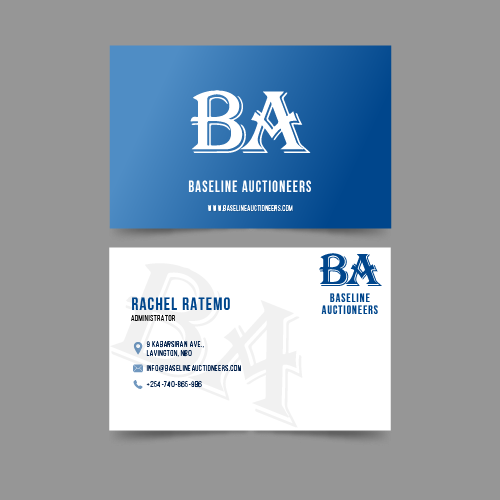 BA
BASELINE AUCTIONEERS
WWW.BASELINEAUCTIONEERS.COM
BA
BASELINE
AUCTIONEERS
RACHEL RATEMO
ADMINISTRATOR
9 KABARSIRAN AVE.,
LAVINGTON, NBO
INFO@BASELINEAUCTIONEERS.COM
+254-740-865-986
BA